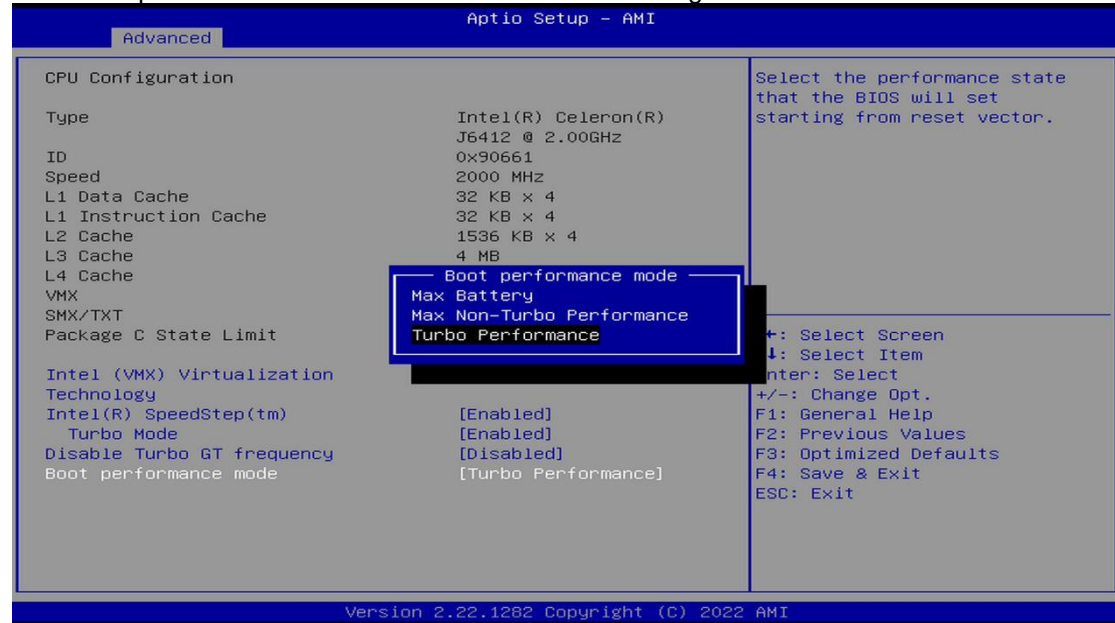 Aptio Setup – AMI
Advanced
CPU Configuration
Type Intel(R) Celeron(R)
J6412 @ 2.00GHz
ID 0x90661
Speed 2000 MHz
L1 Data Cache 32 KB x 4
L1 Instruction Cache 32 KB x 4
L2 Cache 1536 KB x 4
L3 Cache 4 MB
L4 Cache
VMX
SMX/TXT
Package C State Limit
Intel (VMX) Virtualization
Technology
Intel(R) SpeedStep(tm) [Enabled]
Turbo Mode [Enabled]
Disable Turbo GT frequency [Disabled]
Boot performance mode [Turbo Performance]
Boot performance mode
Max Battery
Max Non-Turbo Performance
Turbo Performance
Select the performance state
that the BIOS will set
starting from reset vector.
←: Select Screen
↓: Select Item
nter: Select
+/-: Change Opt.
F1: General Help
F2: Previous Values
F3: Optimized Defaults
F4: Save & Exit
ESC: Exit
Version 2.22.1282 Copyright (C) 2022 AMI